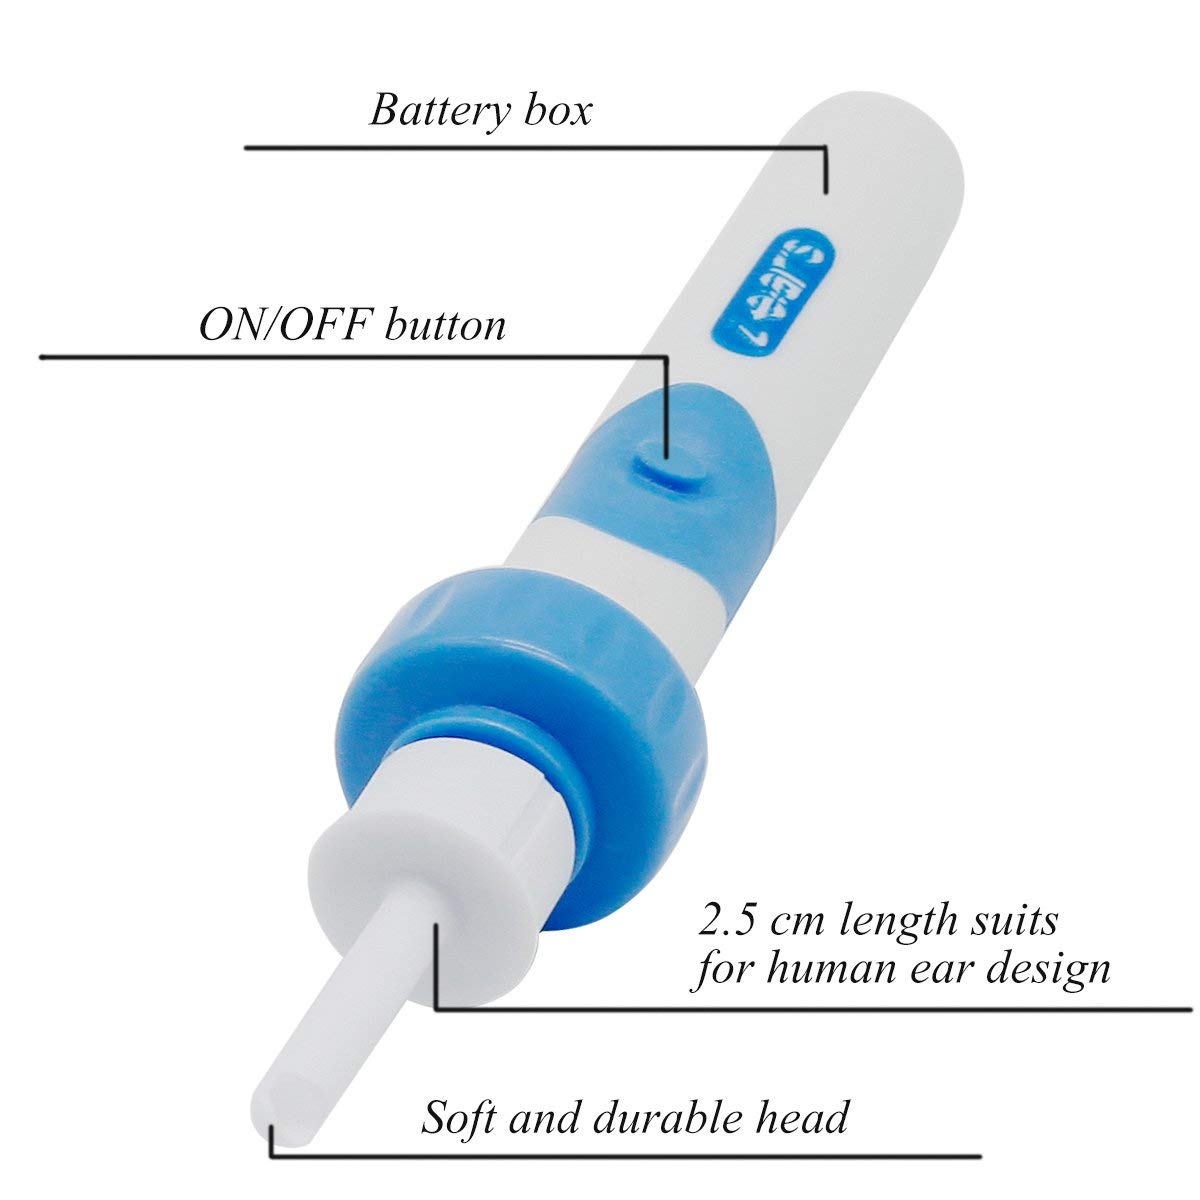 Battery box
ON/OFF button
2.5 cm length suits
for human ear design
Soft and durable head